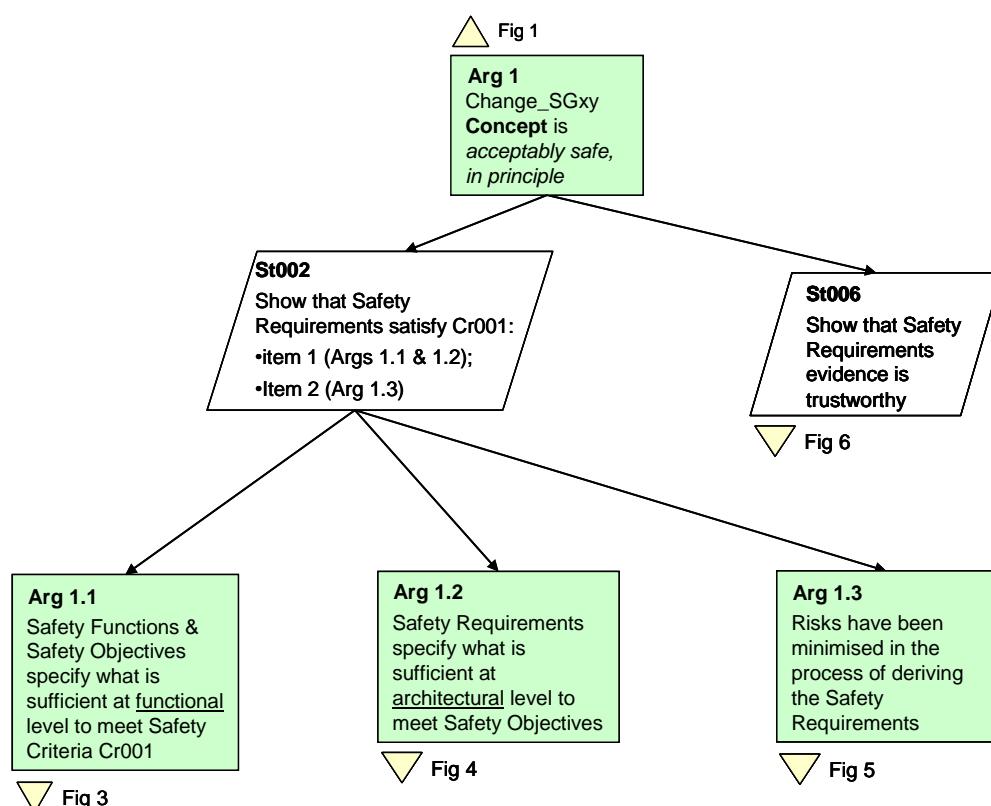 Fig 1
Arg 1
Change_SGxy
Concept is
acceptably safe,
in principle
St002
Show that Safety
Requirements satisfy Cr001:
•item 1 (Args 1.1 & 1.2);
•Item 2 (Arg 1.3)
St006
Show that Safety
Requirements
evidence is
trustworthy
Fig 6
Arg 1.1
Safety Functions &
Safety Objectives
specify what is
sufficient at functional
level to meet Safety
Criteria Cr001
Fig 3
Arg 1.2
Safety Requirements
specify what is
sufficient at
architectural level to
meet Safety Objectives
Fig 4
Arg 1.3
Risks have been
minimised in the
process of deriving
the Safety
Requirements
Fig 5